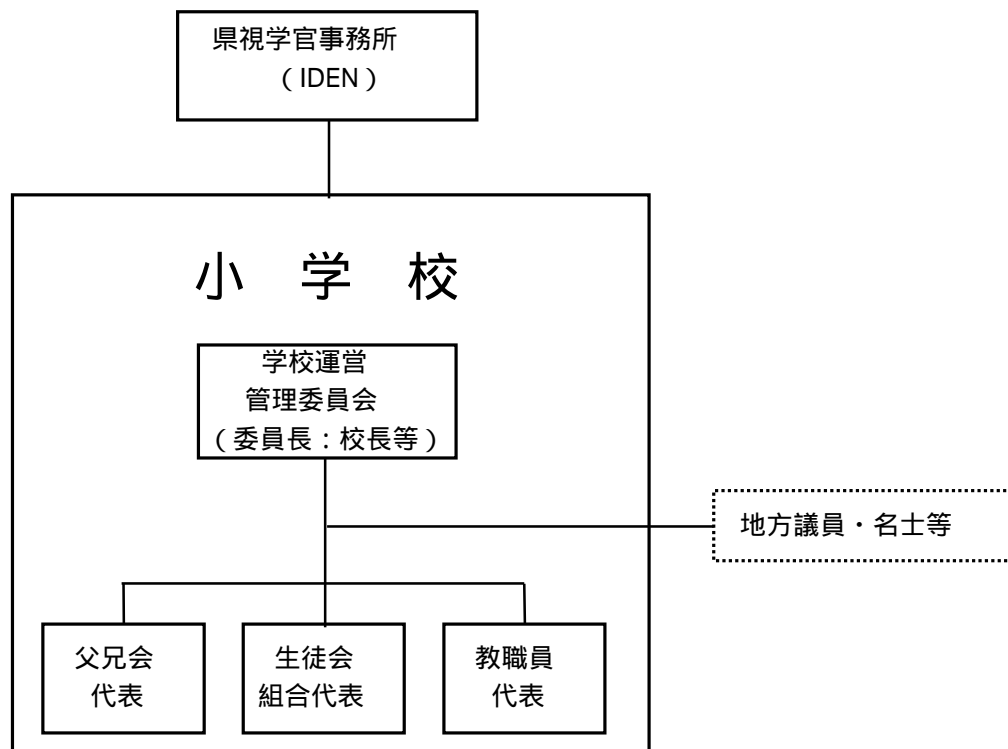 県視学官事務所
（IDEN）
小 学 校
学校運営
管理委員会
（委員長：校長等）
地方議員・名士等
父兄会
代表
生徒会
組合代表
教職員
代表